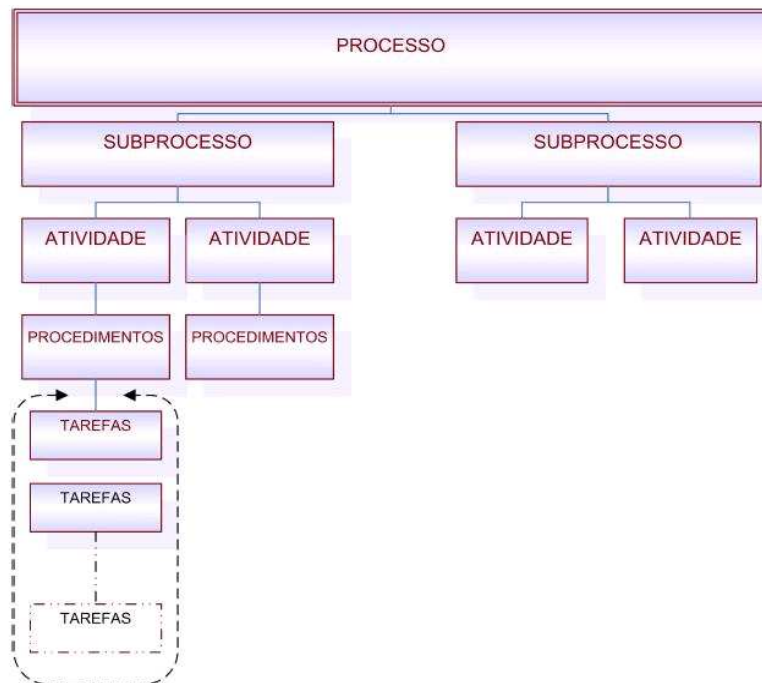 PROCESSO
SUBPROCESSO
SUBPROCESSO
ATIVIDADE
ATIVIDADE
ATIVIDADE
ATIVIDADE
PROCEDIMENTOS
PROCEDIMENTOS
TAREFAS
TAREFAS
TAREFAS